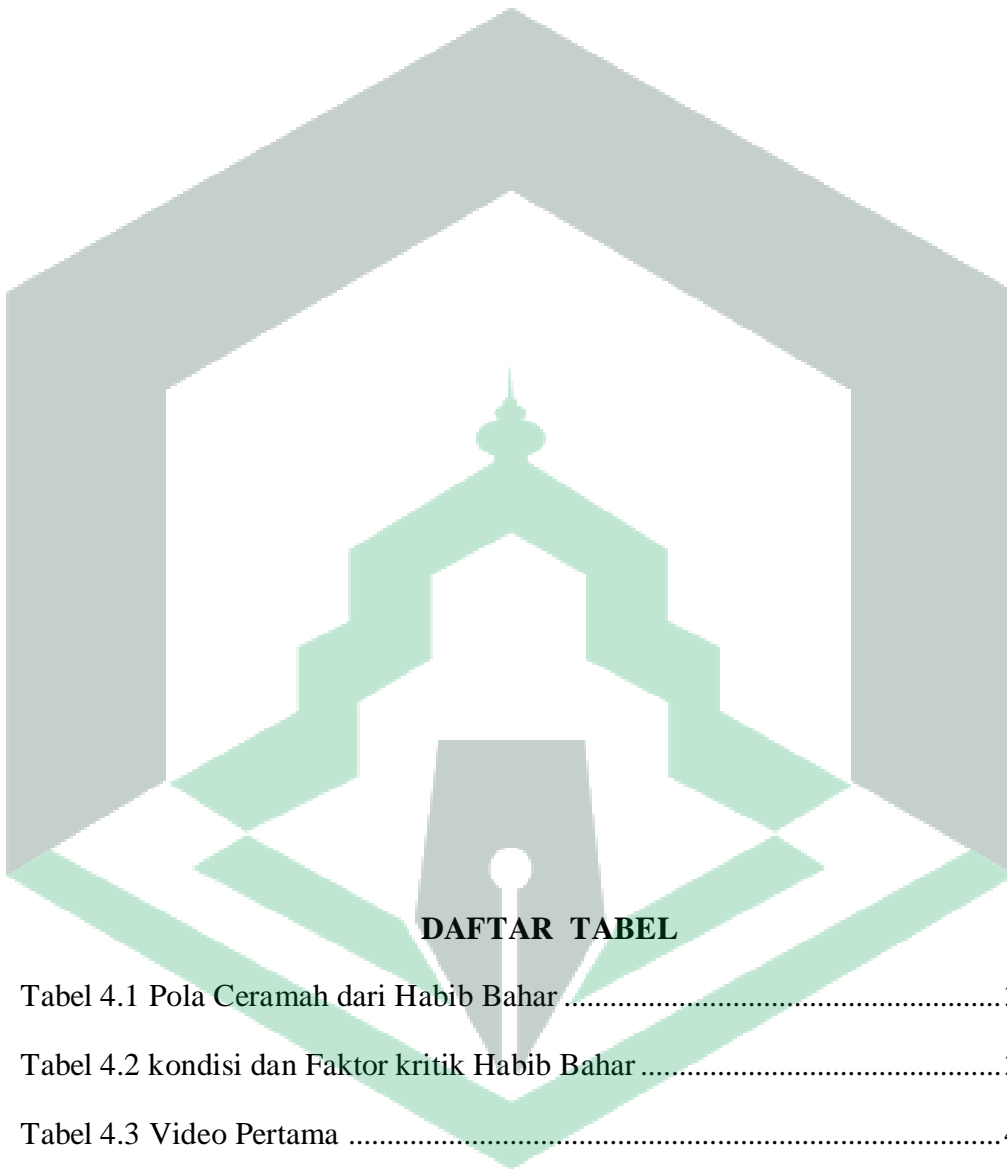 DAFTAR TABEL
Tabel 4.1 Pola Ceramah dari Habib Bahar ................................................................
Tabel 4.2 kondisi dan Faktor kritik Habib Bahar .....................................................
Tabel 4.3 Video Pertama ...........................................................................................